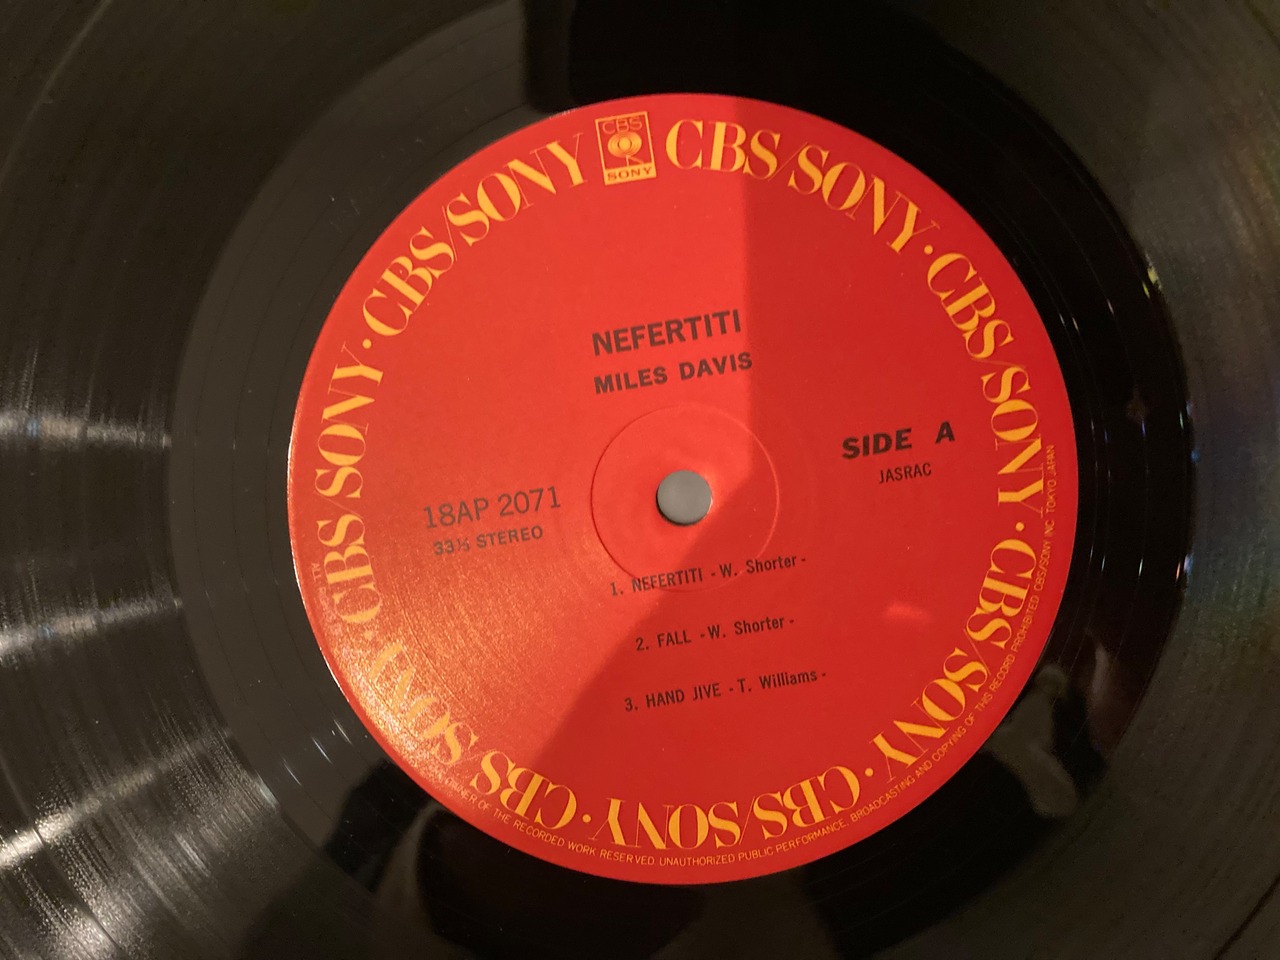 CBS
SONY
CBS/SONY · CBS/SONY · CBS/SONY · CBS/SONY · CBS/SONY · CBS/SONY · CBS/SONY · CBS/SONY
NEFERTITI
MILES DAVIS
SIDE A
JASRAC
18AP 2071
33⅓ STEREO
1. NEFERTITI - W. Shorter -
2. FALL - W. Shorter -
3. HAND JIVE - T. Williams -
ALL OF THE RECORDED WORK RESERVED. UNAUTHORIZED PUBLIC PERFORMANCE. BROADCASTING AND COPYING OF THIS RECORD PROHIBITED CBS/SONY INC. TOKYO JAPAN